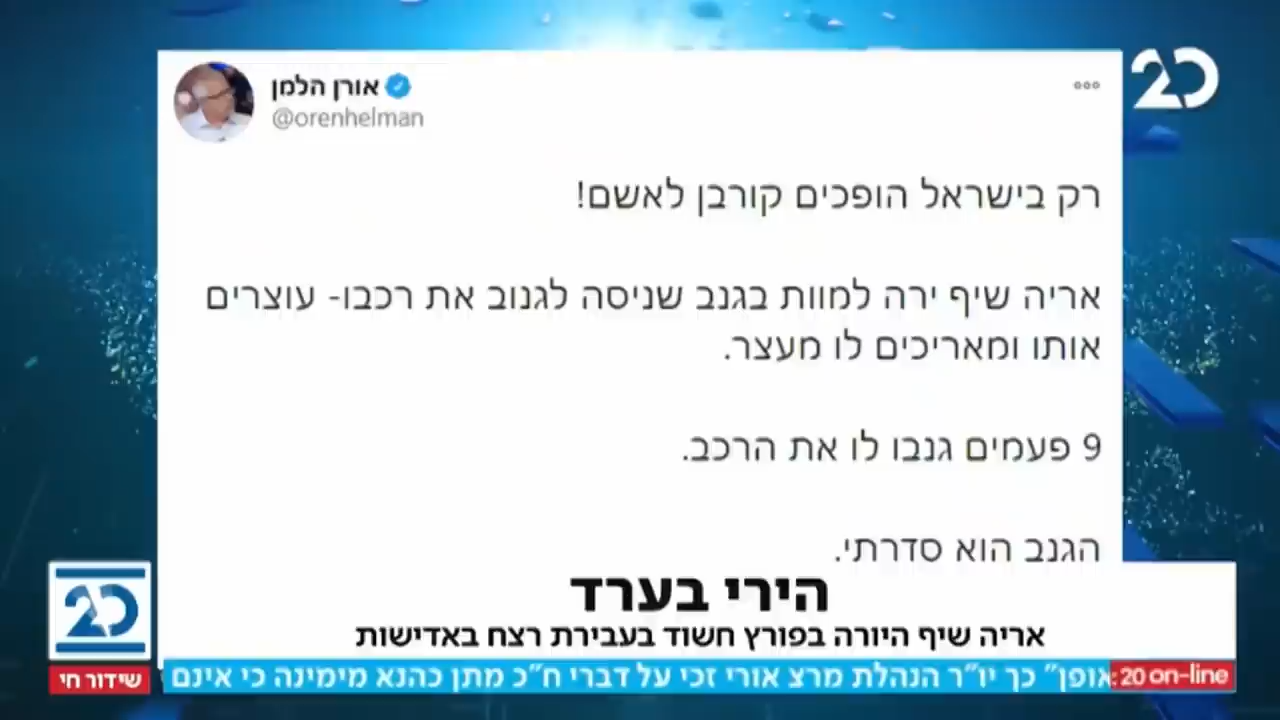 20
אורן הלמן
@orenhelman
רק בישראל הופכים קורבן לאשם!
אריה שיף ירה למוות בגנב שניסה לגנוב את רכבו- עוצרים
אותו ומאריכים לו מעצר.
9 פעמים גנבו לו את הרכב.
הגנב הוא סדרתי.
הירי בערד
אריה שיף היורה בפורץ חשוד בעבירת רצח באדישות
20
שידור חי
20 on-line:
אופן" כך יו"ר הנהלת מרצ אורי זכי על דברי ח"כ מתן כהנא מימינה כי אינם